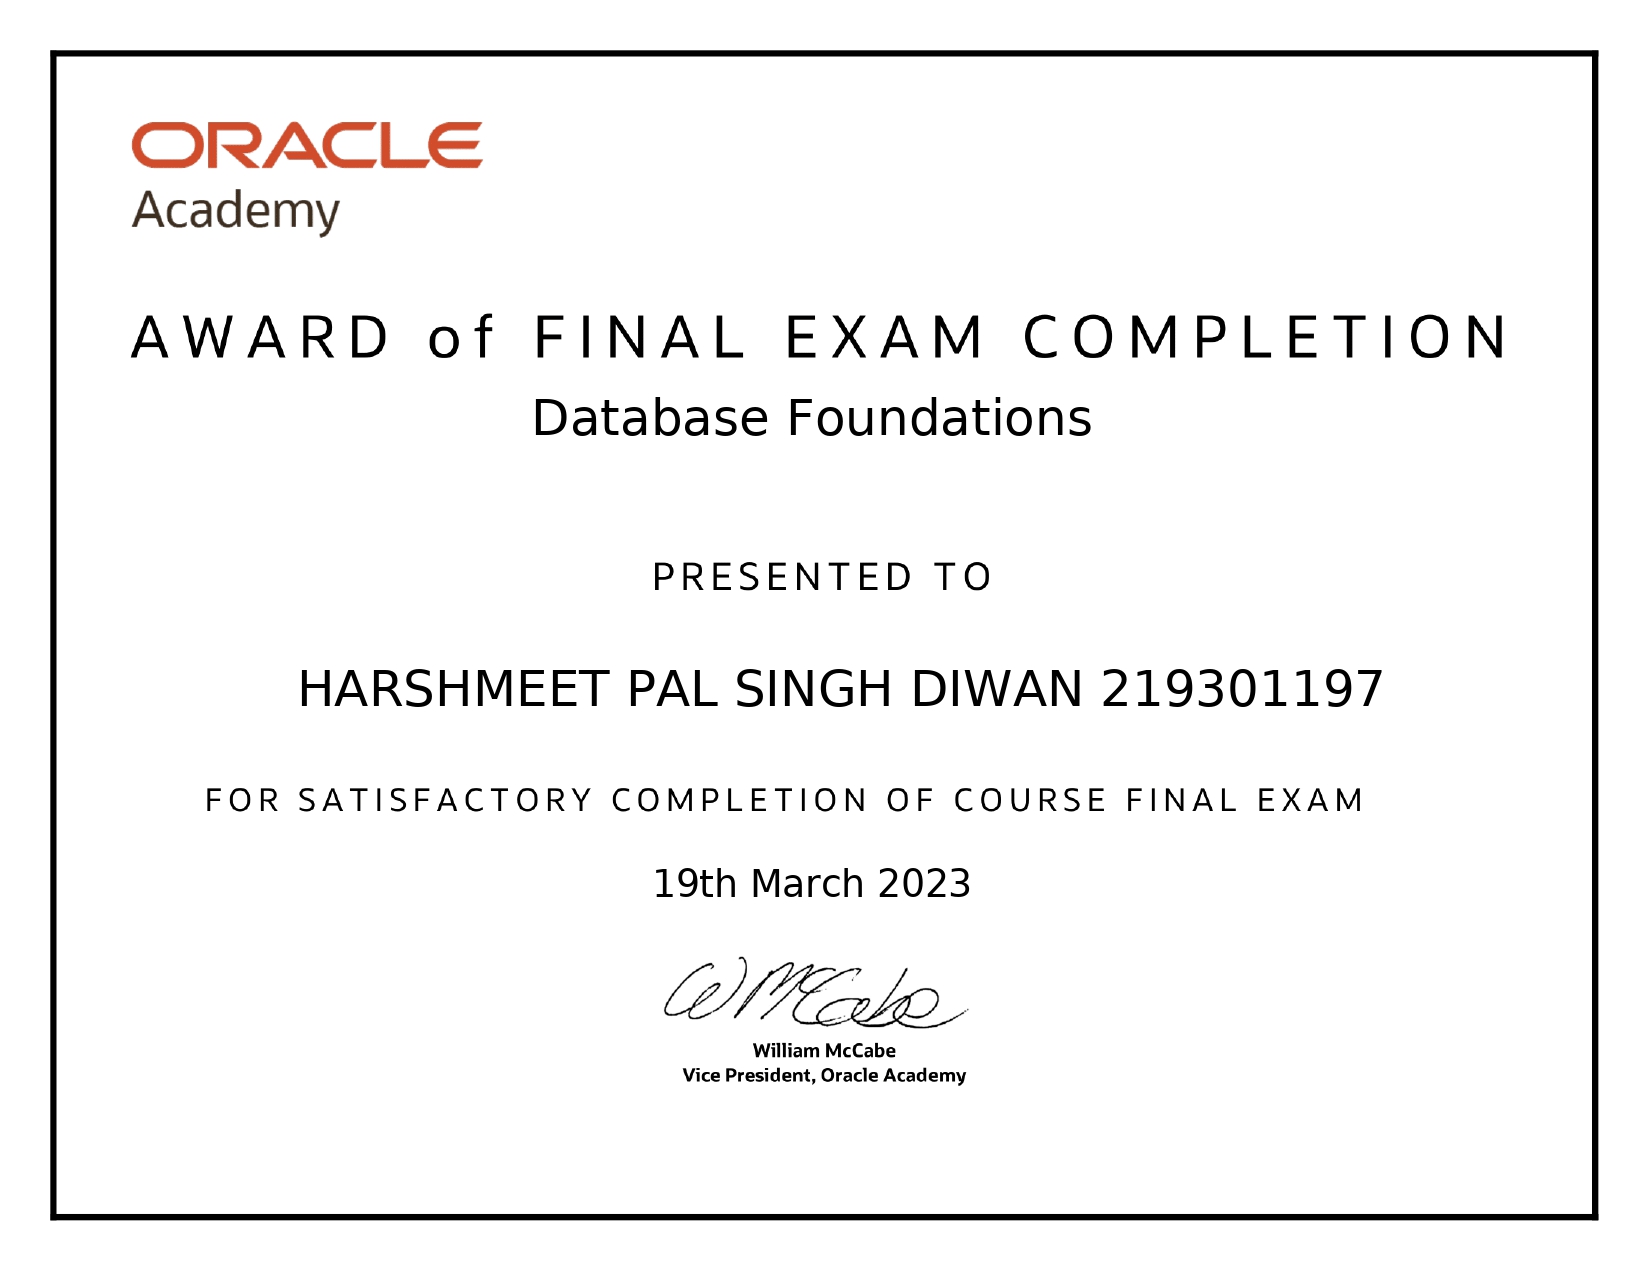 ORACLE
Academy
AWARD of FINAL EXAM COMPLETION
Database Foundations
PRESENTED TO
HARSHMEET PAL SINGH DIWAN 219301197
FOR SATISFACTORY COMPLETION OF COURSE FINAL EXAM
19th March 2023
W McCabe
William McCabe
Vice President, Oracle Academy